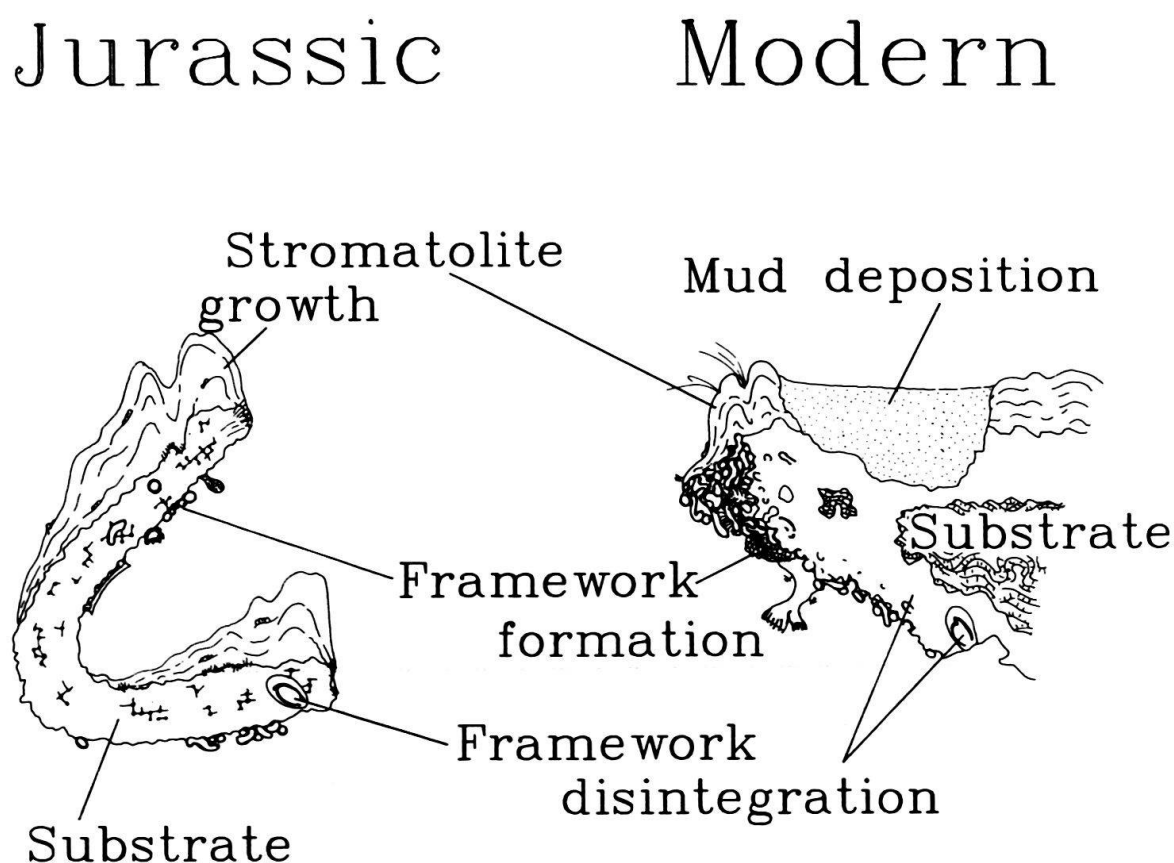 Jurassic
Modern
Stromatolite
growth
Mud deposition
Substrate
Framework
formation
Framework
disintegration
Substrate